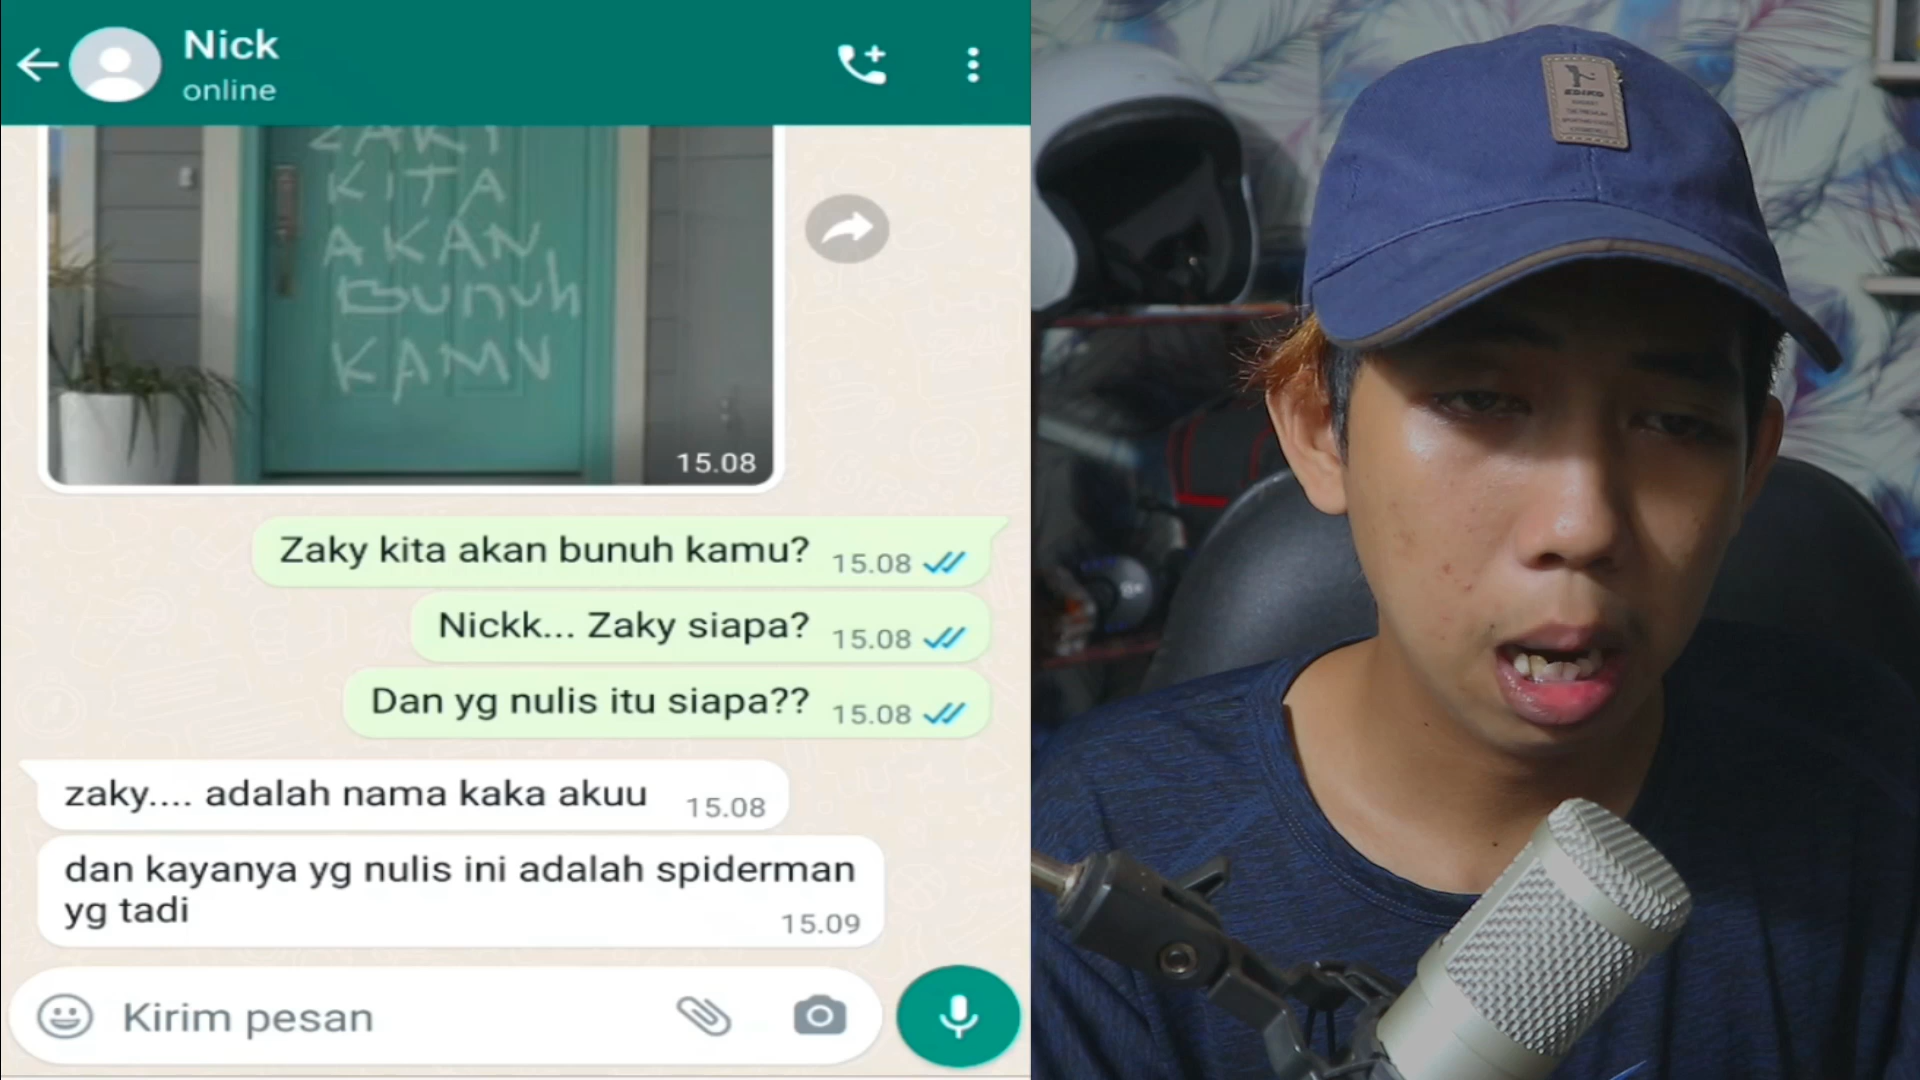 Nick
online
ZAKY
KITA
AKAN
Bunuh
KAMU
15.08
Zaky kita akan bunuh kamu? 15.08
Nickk... Zaky siapa? 15.08
Dan yg nulis itu siapa?? 15.08
zaky.... adalah nama kaka akuu 15.08
dan kayanya yg nulis ini adalah spiderman
yg tadi 15.09
Kirim pesan
EDIKO